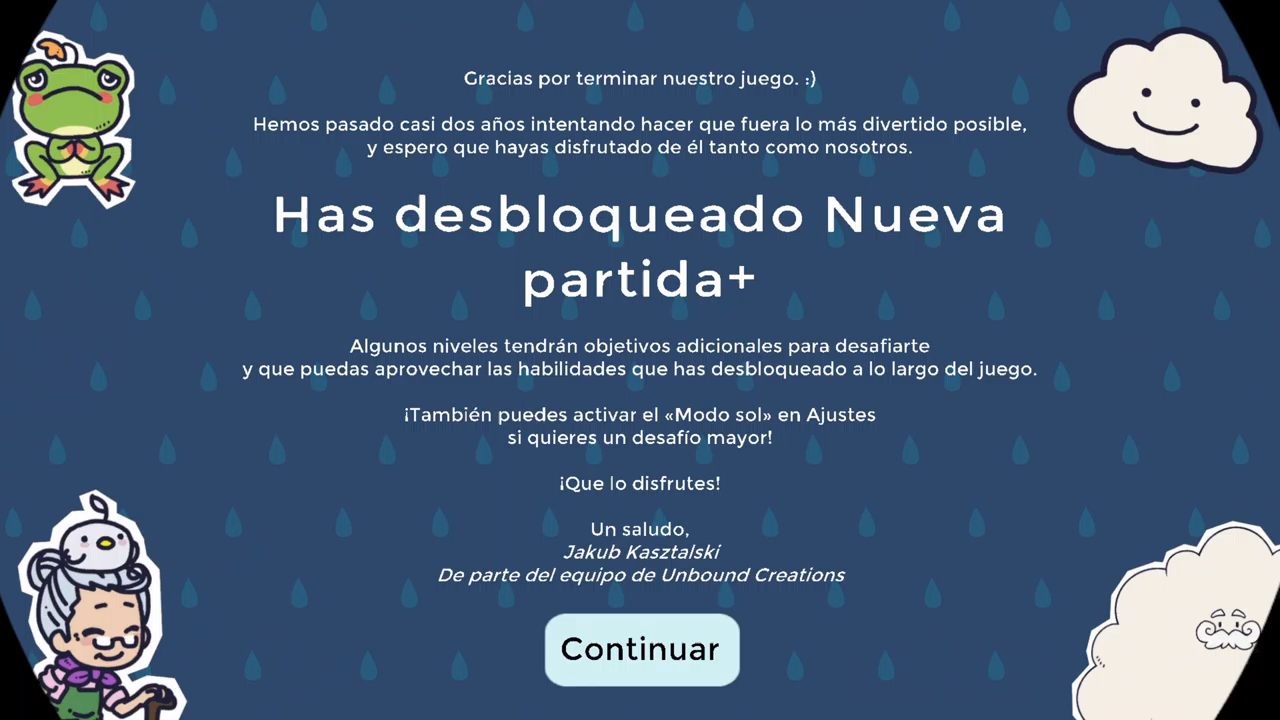 Gracias por terminar nuestro juego. :)
Hemos pasado casi dos años intentando hacer que fuera lo más divertido posible,
y espero que hayas disfrutado de él tanto como nosotros.
Has desbloqueado Nueva
partida+
Algunos niveles tendrán objetivos adicionales para desafiarte
y que puedas aprovechar las habilidades que has desbloqueado a lo largo del juego.
¡También puedes activar el «Modo sol» en Ajustes
si quieres un desafío mayor!
¡Que lo disfrutes!
Un saludo,
Jakub Kasztalski
De parte del equipo de Unbound Creations
Continuar